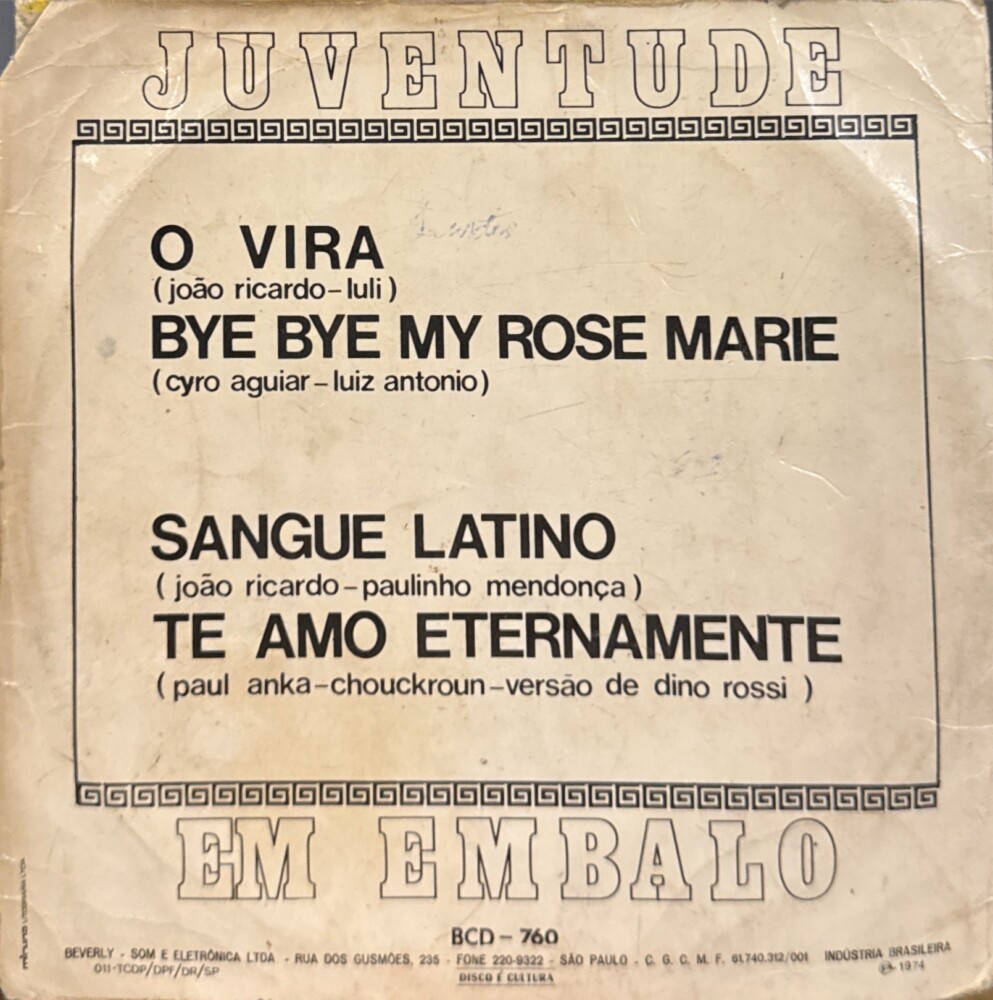 JUVENTUDE
O VIRA
(joão ricardo-luli)
BYE BYE MY ROSE MARIE
(cyro aguiar-luiz antonio)
SANGUE LATINO
(joão ricardo-paulinho mendonça)
TE AMO ETERNAMENTE
(paul anka-chouckroun-versão de dino rossi)
EM EMBALO
BCD - 760
BEVERLY - SOM E ELETRÔNICA LTDA - RUA DOS GUSMÕES, 235 - FONE 220-9322 - SÃO PAULO - C. G. C. M. F. 61.740.312/001 INDÚSTRIA BRASILEIRA
011-TCDP/DPF/DR/SP
DISCO É CULTURA
℗ 1974